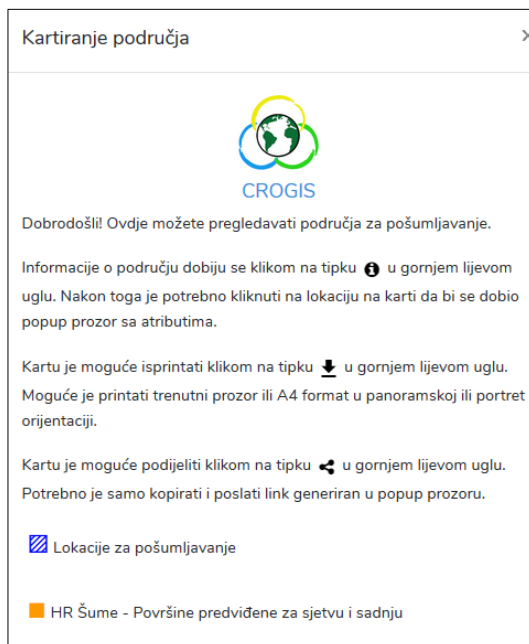 Kartiranje područja
CROGIS
Dobrodošli! Ovdje možete pregledavati područja za pošumljavanje.
Informacije o području dobiju se klikom na tipku u gornjem lijevom
uglu. Nakon toga je potrebno kliknuti na lokaciju na karti da bi se dobio
popup prozor sa atributima.
Kartu je moguće isprintati klikom na tipku u gornjem lijevom uglu.
Moguće je printati trenutni prozor ili A4 format u panoramskoj ili portret
orijentaciji.
Kartu je moguće podijeliti klikom na tipku u gornjem lijevom uglu.
Potrebno je samo kopirati i poslati link generiran u popup prozoru.
Lokacije za pošumljavanje
HR Šume - Površine predviđene za sjetvu i sadnju